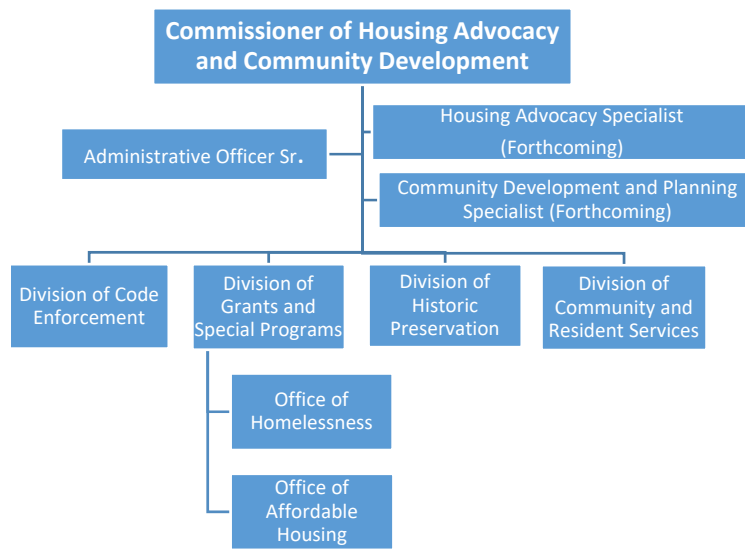 Commissioner of Housing Advocacy
and Community Development
Housing Advocacy Specialist
(Forthcoming)
Administrative Officer Sr.
Community Development and Planning
Specialist (Forthcoming)
Division of Code
Enforcement
Division of
Grants and
Special Programs
Division of
Historic
Preservation
Division of
Community and
Resident Services
Office of
Homelessness
Office of
Affordable
Housing